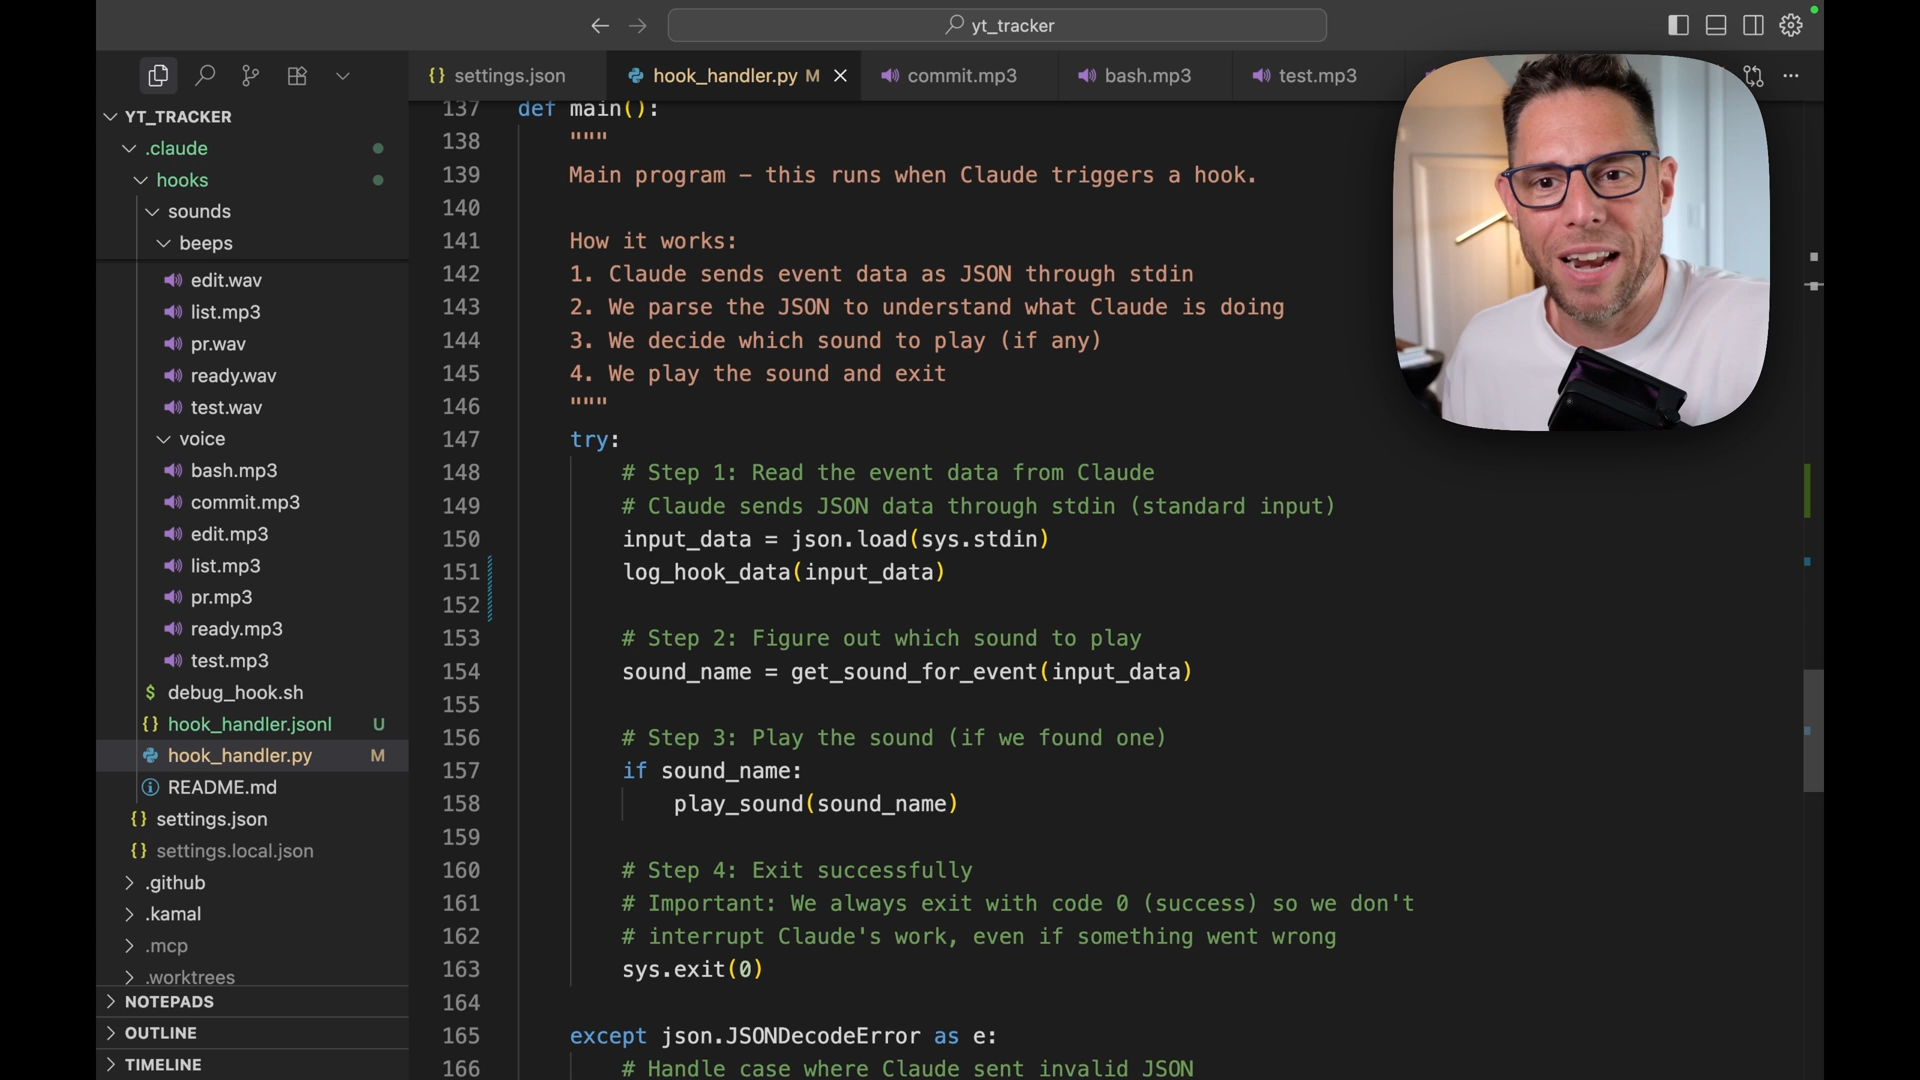 yt_tracker
settings.json
hook_handler.py M
commit.mp3
bash.mp3
test.mp3
YT_TRACKER
.claude
hooks
sounds
beeps
edit.wav
list.mp3
pr.wav
ready.wav
test.wav
voice
bash.mp3
commit.mp3
edit.mp3
list.mp3
pr.mp3
ready.mp3
test.mp3
debug_hook.sh
hook_handler.jsonl U
hook_handler.py M
README.md
settings.json
settings.local.json
.github
.kamal
.mcp
.worktrees
NOTEPADS
OUTLINE
TIMELINE
137 def main():
138 """
139 Main program – this runs when Claude triggers a hook.
140
141 How it works:
142 1. Claude sends event data as JSON through stdin
143 2. We parse the JSON to understand what Claude is doing
144 3. We decide which sound to play (if any)
145 4. We play the sound and exit
146 """
147 try:
148 # Step 1: Read the event data from Claude
149 # Claude sends JSON data through stdin (standard input)
150 input_data = json.load(sys.stdin)
151 log_hook_data(input_data)
152
153 # Step 2: Figure out which sound to play
154 sound_name = get_sound_for_event(input_data)
155
156 # Step 3: Play the sound (if we found one)
157 if sound_name:
158 play_sound(sound_name)
159
160 # Step 4: Exit successfully
161 # Important: We always exit with code 0 (success) so we don't
162 # interrupt Claude's work, even if something went wrong
163 sys.exit(0)
164
165 except json.JSONDecodeError as e:
166 # Handle case where Claude sent invalid JSON